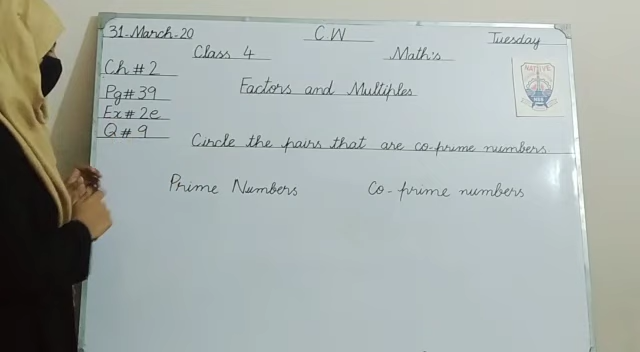 31-March-20 CW Tuesday
Class 4 Math's
Ch # 2
Factors and Multiples
Pg# 39
Ex# 2e
Q# 9
Circle the pairs that are co-prime numbers
Prime Numbers Co-prime numbers